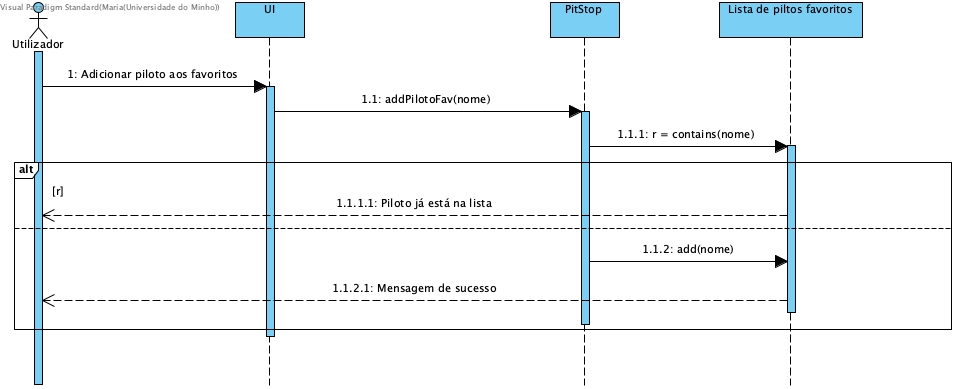 Visual Paradigm Standard(Maria(Universidade do Minho))
Utilizador
UI
PitStop
Lista de piltos favoritos
1: Adicionar piloto aos favoritos
1.1: addPilotoFav(nome)
1.1.1: r = contains(nome)
alt
[r]
1.1.1.1: Piloto já está na lista
1.1.2: add(nome)
1.1.2.1: Mensagem de sucesso